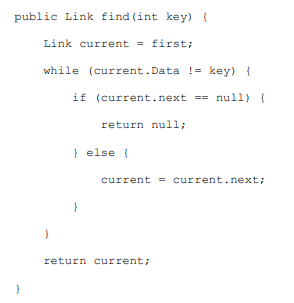 public Link find(int key) {
    Link current = first;
    while (current.Data != key) {
        if (current.next == null) {
            return null;
        } else {
            current = current.next;
        }
    }
    return current;
}